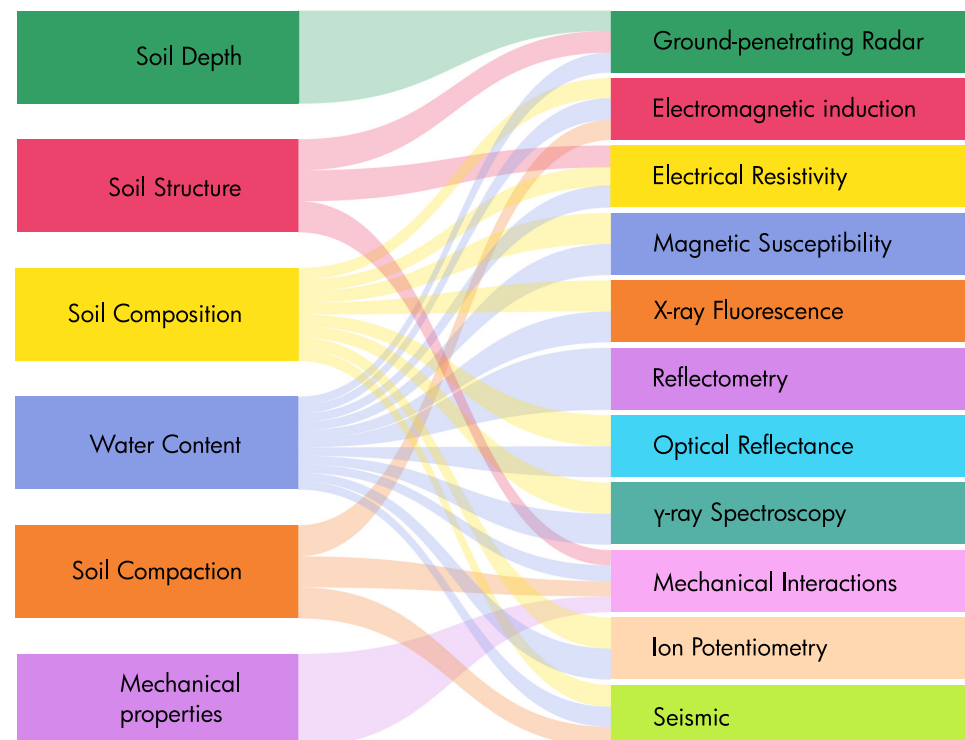 Soil Depth
Soil Structure
Soil Composition
Water Content
Soil Compaction
Mechanical
properties
Ground-penetrating Radar
Electromagnetic induction
Electrical Resistivity
Magnetic Susceptibility
X-ray Fluorescence
Reflectometry
Optical Reflectance
γ-ray Spectroscopy
Mechanical Interactions
Ion Potentiometry
Seismic